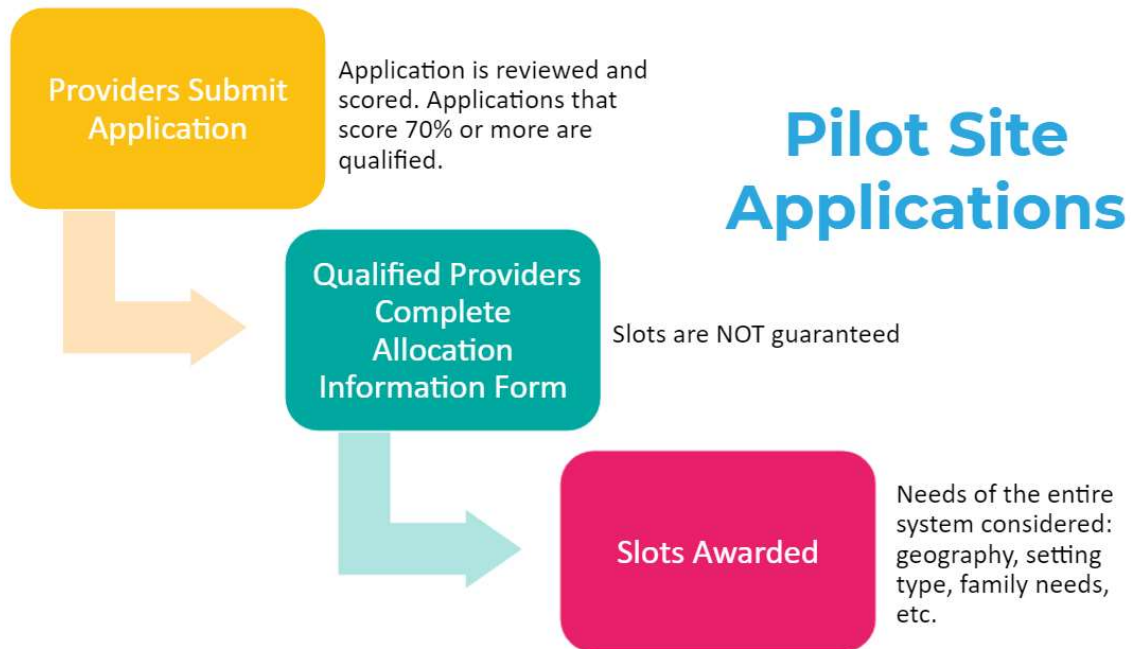 Providers Submit
Application
Application is reviewed and
scored. Applications that
score 70% or more are
qualified.
Pilot Site
Applications
Qualified Providers
Complete
Allocation
Information Form
Slots are NOT guaranteed
Slots Awarded
Needs of the entire
system considered:
geography, setting
type, family needs,
etc.